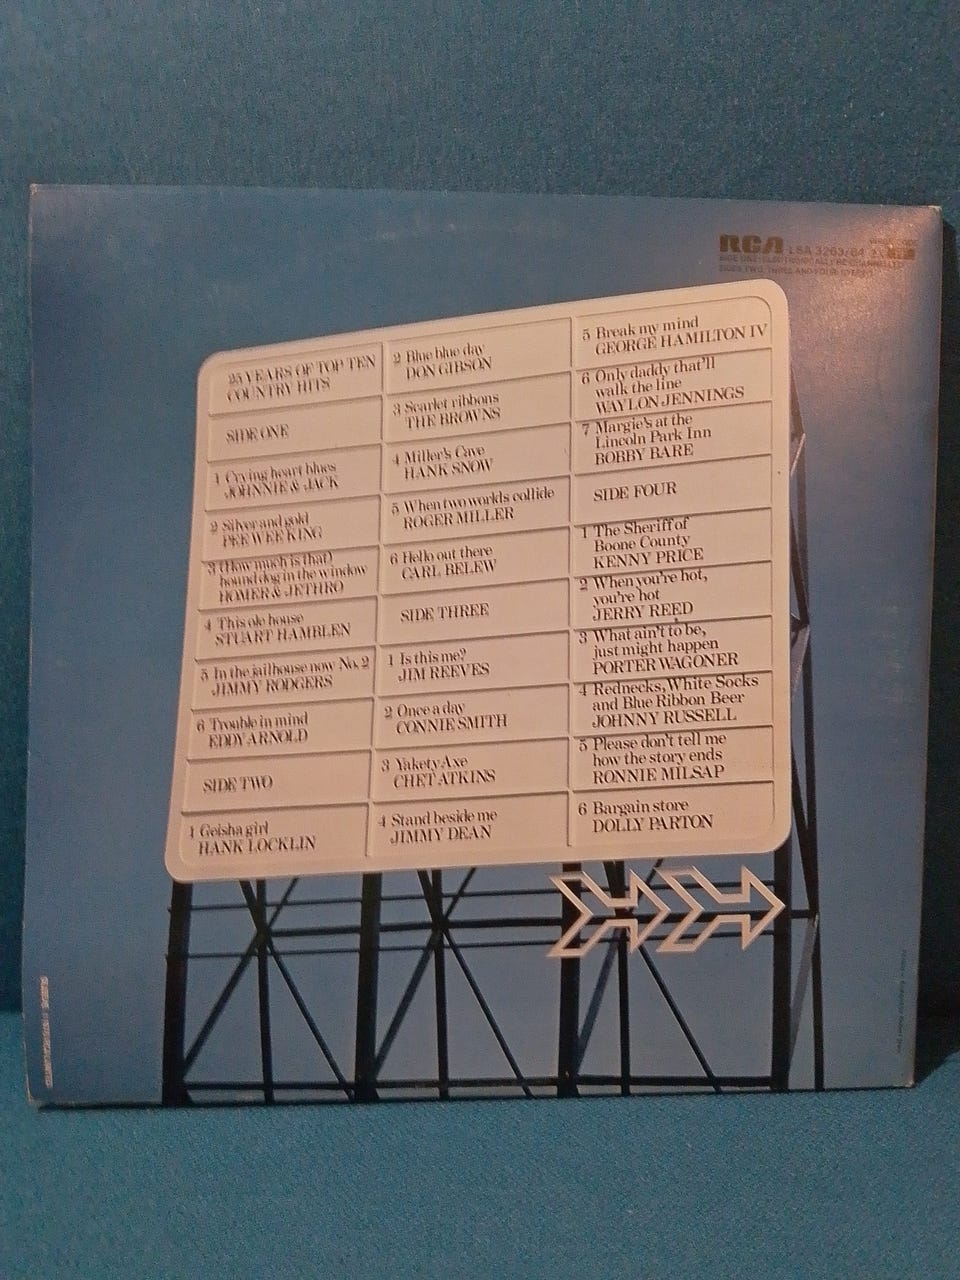 RCA LSA 3263/64
SIDES TWO, THREE AND FOUR: STEREO
25 YEARS OF TOP TEN
COUNTRY HITS
SIDE ONE
1 Crying heart blues
JOHNNIE & JACK
2 Silver and gold
PEE WEE KING
3 (How much is that)
hound dog in the window
HOMER & JETHRO
4 This ole house
STUART HAMBLEN
5 In the jailhouse now No. 2
JIMMY RODGERS
6 Trouble in mind
EDDY ARNOLD
SIDE TWO
1 Geisha girl
HANK LOCKLIN
2 Blue blue day
DON GIBSON
3 Scarlet ribbons
THE BROWNS
4 Miller's Cave
HANK SNOW
5 When two worlds collide
ROGER MILLER
6 Hello out there
CARL BELEW
SIDE THREE
1 Is this me?
JIM REEVES
2 Once a day
CONNIE SMITH
3 Yakety Axe
CHET ATKINS
4 Stand beside me
JIMMY DEAN
5 Break my mind
GEORGE HAMILTON IV
6 Only daddy that'll
walk the line
WAYLON JENNINGS
7 Margie's at the
Lincoln Park Inn
BOBBY BARE
SIDE FOUR
1 The Sheriff of
Boone County
KENNY PRICE
2 When you're hot,
you're hot
JERRY REED
3 What ain't to be,
just might happen
PORTER WAGONER
4 Rednecks, White Socks
and Blue Ribbon Beer
JOHNNY RUSSELL
5 Please don't tell me
how the story ends
RONNIE MILSAP
6 Bargain store
DOLLY PARTON